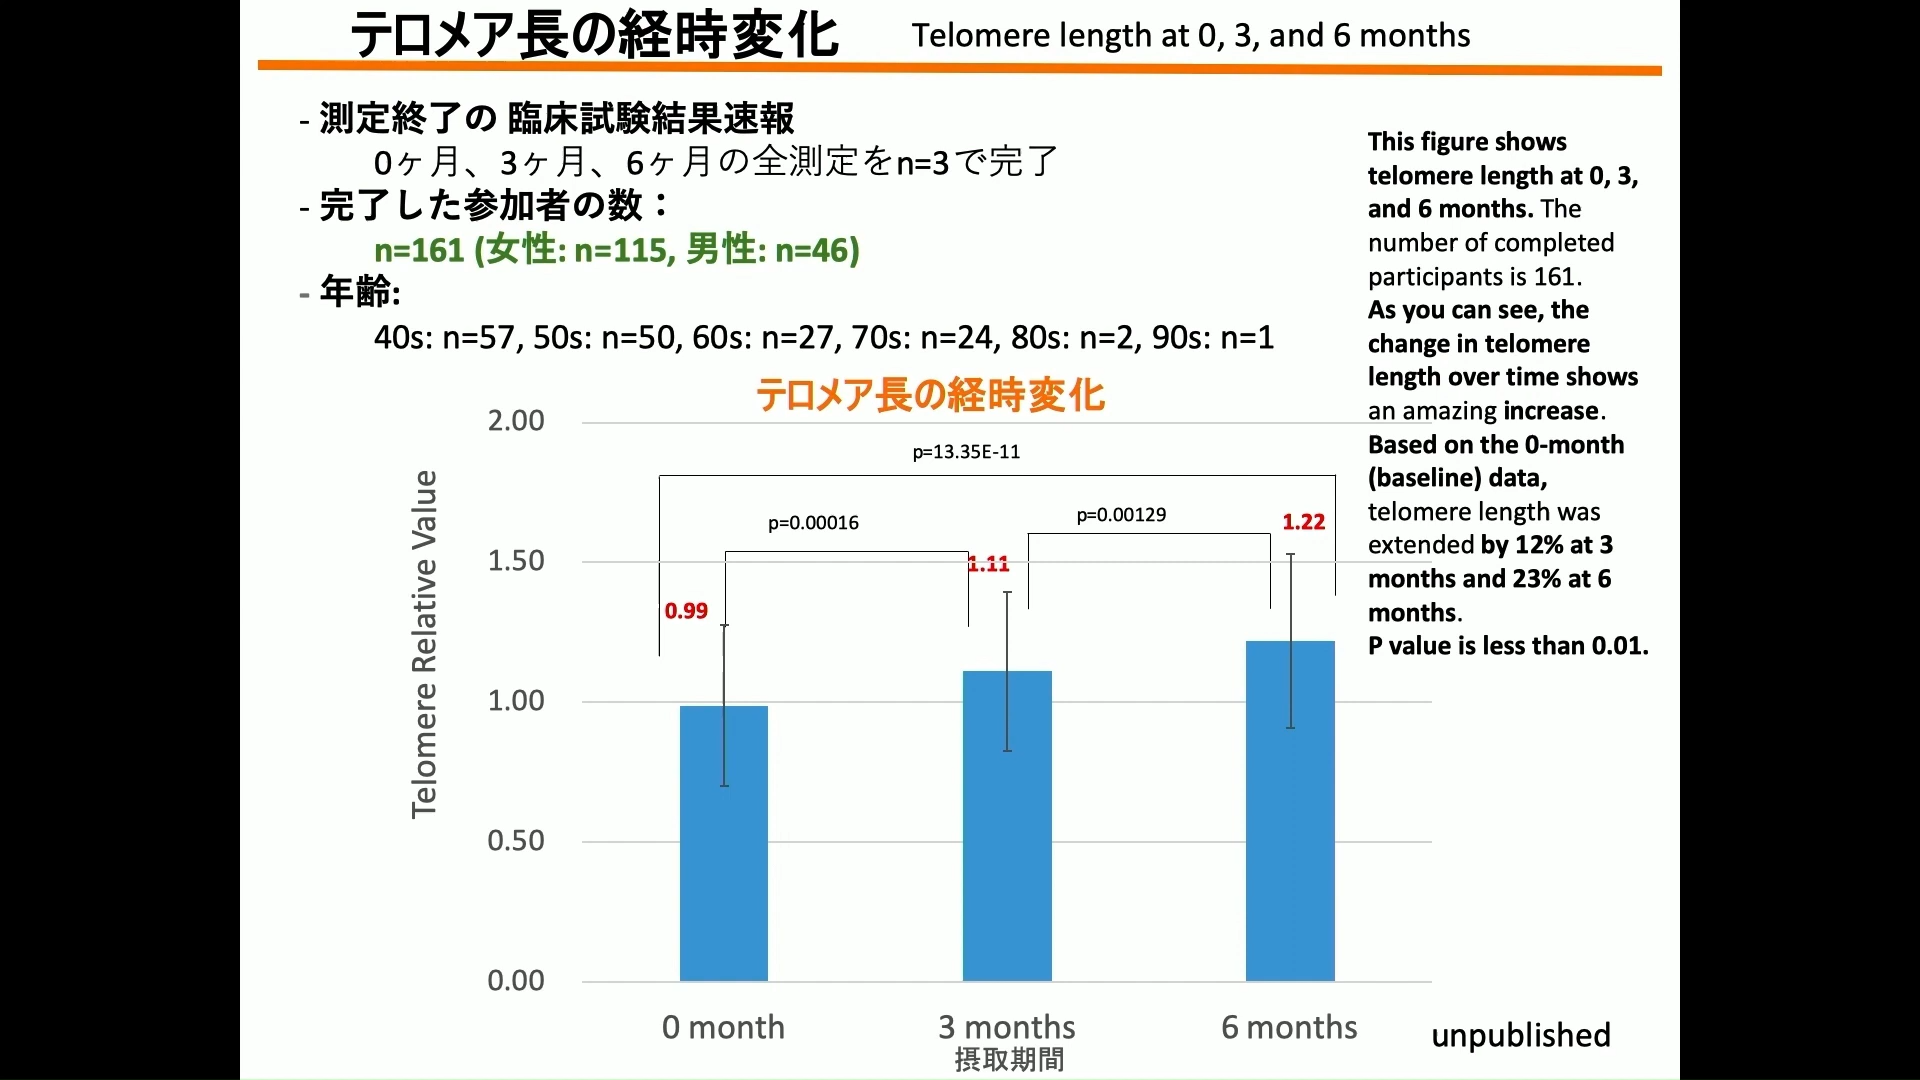 テロメア長の経時変化 Telomere length at 0, 3, and 6 months
- 測定終了の 臨床試験結果速報
0ヶ月、3ヶ月、6ヶ月の全測定をn=3で完了
- 完了した参加者の数：
n=161 (女性: n=115, 男性: n=46)
- 年齢:
40s: n=57, 50s: n=50, 60s: n=27, 70s: n=24, 80s: n=2, 90s: n=1
This figure shows
telomere length at 0, 3,
and 6 months. The
number of completed
participants is 161.
As you can see, the
change in telomere
length over time shows
an amazing increase.
Based on the 0-month
(baseline) data,
telomere length was
extended by 12% at 3
months and 23% at 6
months.
P value is less than 0.01.
テロメア長の経時変化
Telomere Relative Value
2.00
1.50
1.00
0.50
0.00
p=13.35E-11
p=0.00016
p=0.00129
0.99
1.11
1.22
0 month
3 months
6 months
摂取期間
unpublished